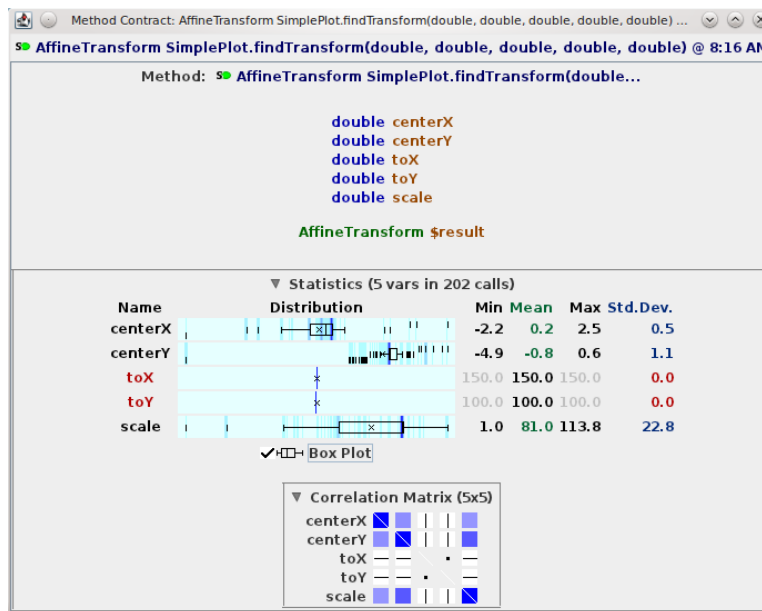 Method Contract: AffineTransform SimplePlot.findTransform(double, double, double, double, double) ...
SD AffineTransform SimplePlot.findTransform(double, double, double, double, double) @ 8:16 AM
Method: SD AffineTransform SimplePlot.findTransform(double...
double centerX
double centerY
double toX
double toY
double scale
AffineTransform $result
▼ Statistics (5 vars in 202 calls)
Name Distribution Min Mean Max Std.Dev.
centerX -2.2 0.2 2.5 0.5
centerY -4.9 -0.8 0.6 1.1
toX 150.0 150.0 150.0 0.0
toY 100.0 100.0 100.0 0.0
scale 1.0 81.0 113.8 22.8
Box Plot
▼ Correlation Matrix (5x5)
centerX
centerY
toX
toY
scale